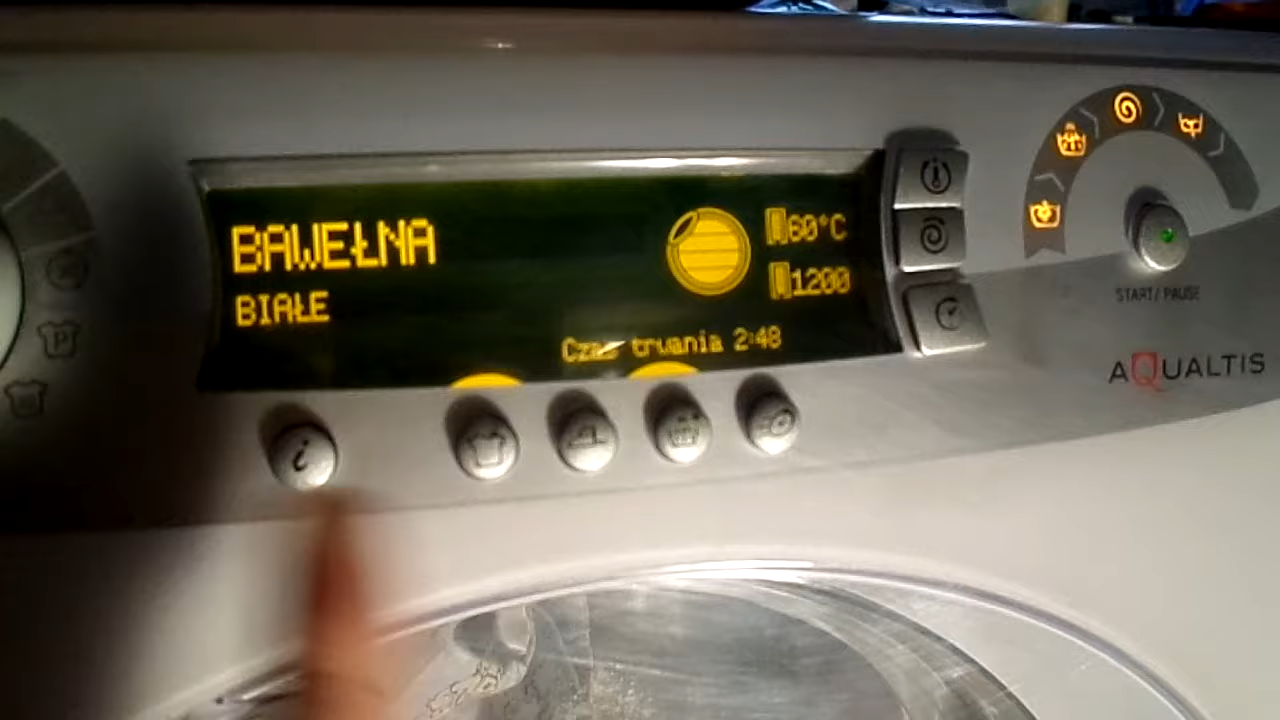 BAWEŁNA
60°C
1200
BIAŁE
Czas trwania 2:48
START/ PAUSE
AQUALTIS
i
P